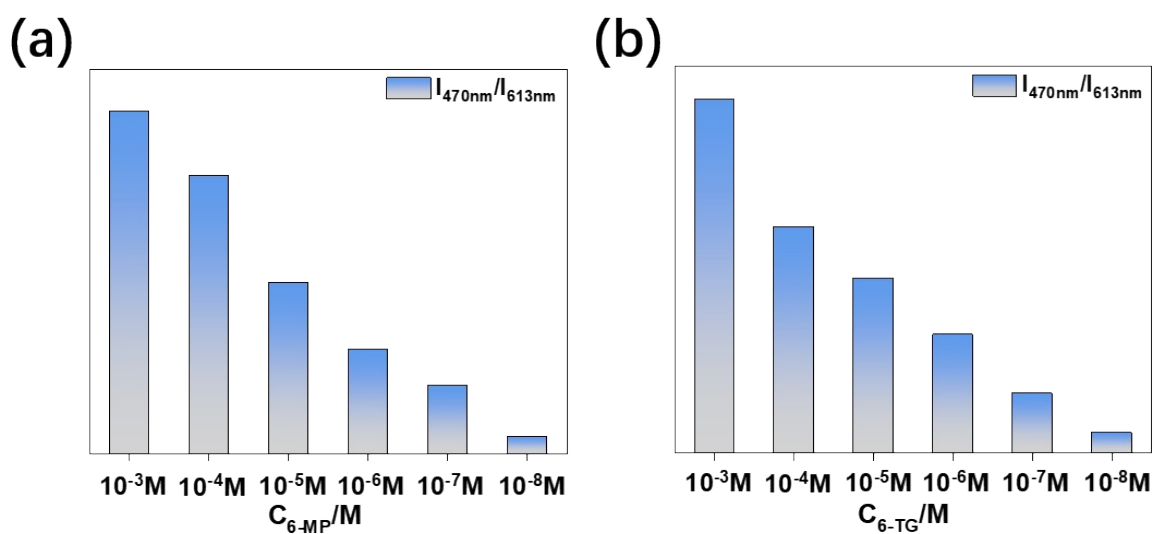 (a)
I₄₇₀ₙₘ/I₆₁₃ₙₘ
10⁻³M 10⁻⁴M 10⁻⁵M 10⁻⁶M 10⁻⁷M 10⁻⁸M
C₆₋MP/M
(b)
I₄₇₀ₙₘ/I₆₁₃ₙₘ
10⁻³M 10⁻⁴M 10⁻⁵M 10⁻⁶M 10⁻⁷M 10⁻⁸M
C₆₋TG/M